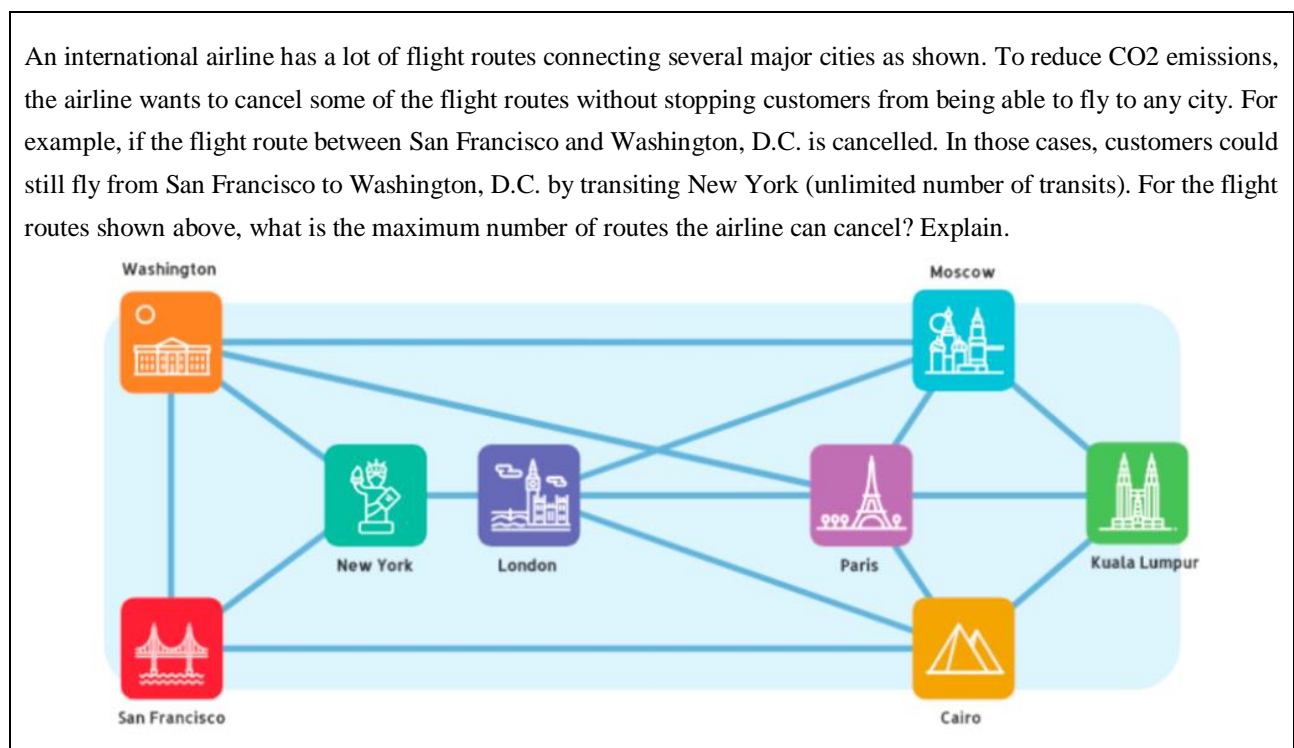 An international airline has a lot of flight routes connecting several major cities as shown. To reduce CO2 emissions,
the airline wants to cancel some of the flight routes without stopping customers from being able to fly to any city. For
example, if the flight route between San Francisco and Washington, D.C. is cancelled. In those cases, customers could
still fly from San Francisco to Washington, D.C. by transiting New York (unlimited number of transits). For the flight
routes shown above, what is the maximum number of routes the airline can cancel? Explain.
Washington
Moscow
New York
London
Paris
Kuala Lumpur
San Francisco
Cairo